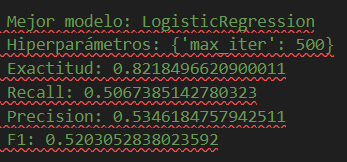 Mejor modelo: LogisticRegression
Hiperparámetros: {'max_iter': 500}
Exactitud: 0.8218496620900011
Recall: 0.5067385142780323
Precision: 0.5346184757942511
F1: 0.5203052838023592